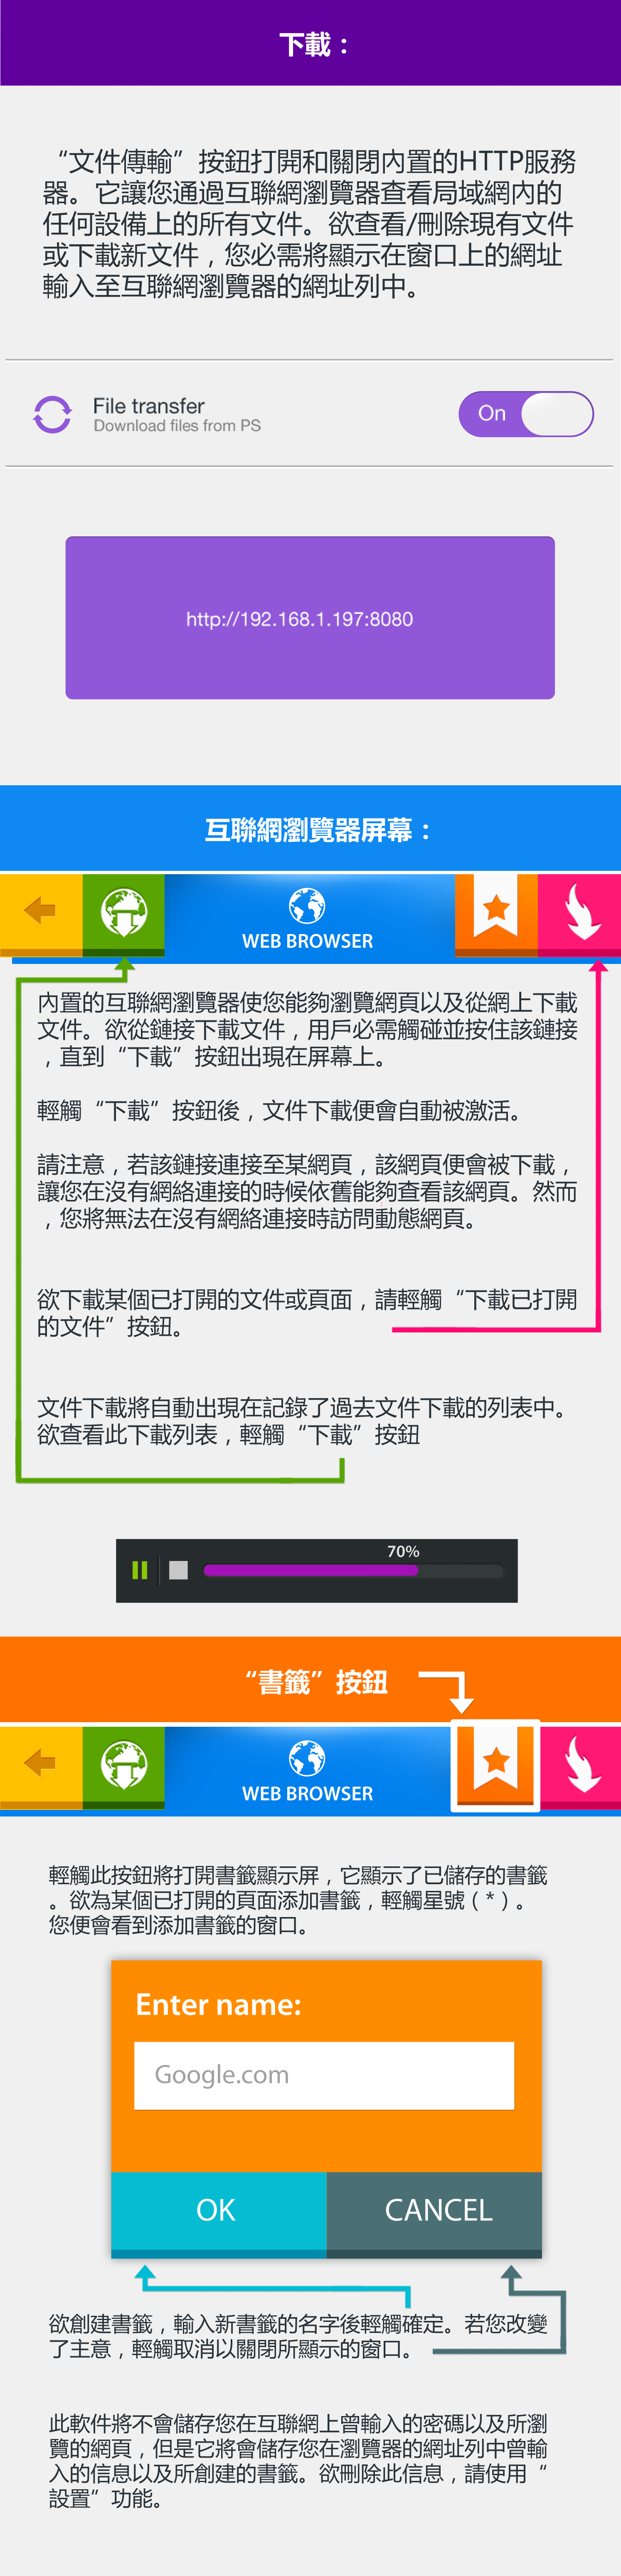 下載：
“文件傳輸”按鈕打開和關閉內置的HTTP服務
器。它讓您通過互聯網瀏覽器查看局域網內的
任何設備上的所有文件。欲查看/刪除現有文件
或下載新文件，您必需將顯示在窗口上的網址
輸入至互聯網瀏覽器的網址列中。
File transfer
Download files from PS
On
http://192.168.1.197:8080
互聯網瀏覽器屏幕：
WEB BROWSER
內置的互聯網瀏覽器使您能夠瀏覽網頁以及從網上下載
文件。欲從鏈接下載文件，用戶必需觸碰並按住該鏈接
，直到“下載”按鈕出現在屏幕上。
輕觸“下載”按鈕後，文件下載便會自動被激活。
請注意，若該鏈接連接至某網頁，該網頁便會被下載，
讓您在沒有網絡連接的時候依舊能夠查看該網頁。然而
，您將無法在沒有網絡連接時訪問動態網頁。
欲下載某個已打開的文件或頁面，請輕觸“下載已打開
的文件”按鈕。
文件下載將自動出現在記錄了過去文件下載的列表中。
欲查看此下載列表，輕觸“下載”按鈕
70%
“書籤”按鈕
WEB BROWSER
輕觸此按鈕將打開書籤顯示屏，它顯示了已儲存的書籤
。欲為某個已打開的頁面添加書籤，輕觸星號（*）。
您便會看到添加書籤的窗口。
Enter name:
Google.com
OK
CANCEL
欲創建書籤，輸入新書籤的名字後輕觸確定。若您改變
了主意，輕觸取消以關閉所顯示的窗口。
此軟件將不會儲存您在互聯網上曾輸入的密碼以及所瀏
覽的網頁，但是它將會儲存您在瀏覽器的網址列中曾輸
入的信息以及所創建的書籤。欲刪除此信息，請使用“
設置”功能。